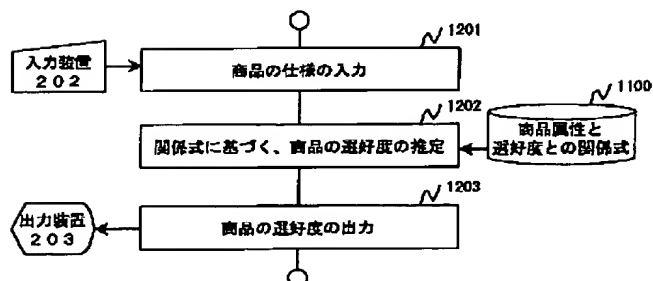 1201
入力装置
202
商品の仕様の入力
1202
1100
関係式に基づく、商品の選好度の推定
商品属性と
選好度との関係式
1203
出力装置
203
商品の選好度の出力